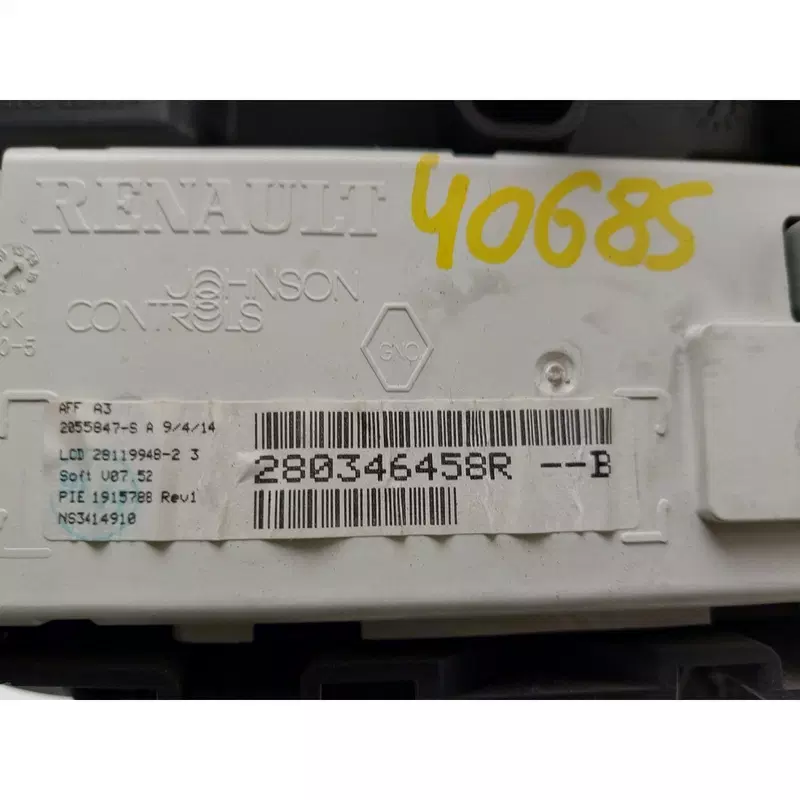 RENAULT
40685
JOHNSON
CONTROLS
GNC
AFF A3
2055847-S A 9/4/14
LCD 28119948-2 3
Soft V07.52
PIE 1915788 Rev1
NS3414910
280346458R --B